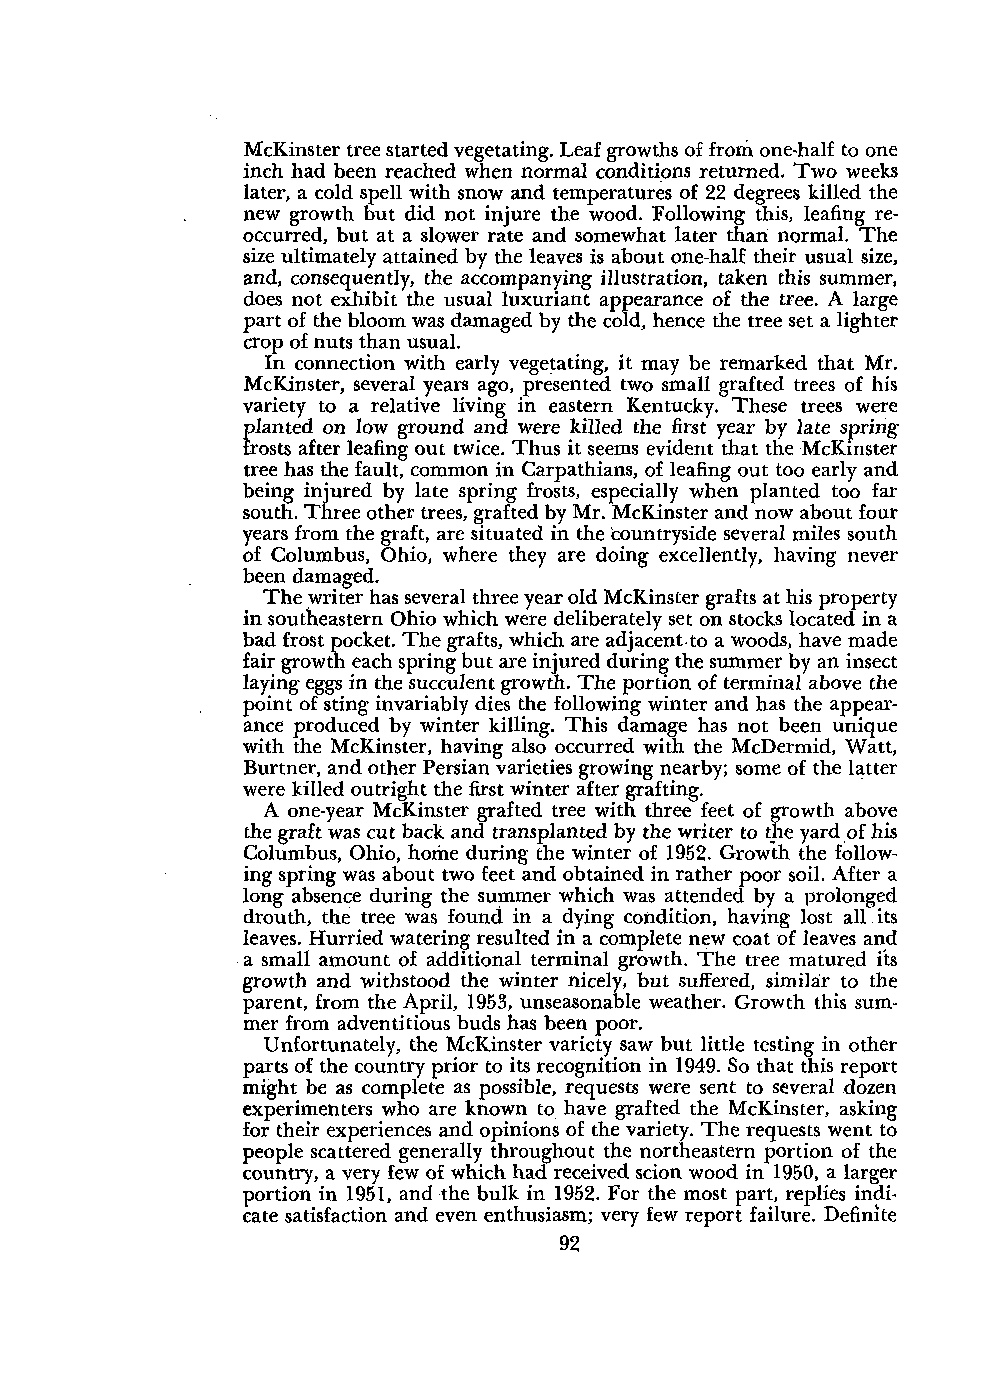 McKinster tree started vegetating. Leaf growths of from one-half to one
inch had been reached when normal conditions returned. Two weeks
later, a cold spell with snow and temperatures of 22 degrees killed the
new growth but did not injure the wood. Following this, leafing re-
occurred, but at a slower rate and somewhat later than normal. The
size ultimately attained by the leaves is about one-half their usual size,
and, consequently, the accompanying illustration, taken this summer,
does not exhibit the usual luxuriant appearance of the tree. A large
part of the bloom was damaged by the cold, hence the tree set a lighter
crop of nuts than usual.
In connection with early vegetating, it may be remarked that Mr.
McKinster, several years ago, presented two small grafted trees of his
variety to a relative living in eastern Kentucky. These trees were
planted on low ground and were killed the first year by late spring
frosts after leafing out twice. Thus it seems evident that the McKinster
tree has the fault, common in Carpathians, of leafing out too early and
being injured by late spring frosts, especially when planted too far
south. Three other trees, grafted by Mr. McKinster and now about four
years from the graft, are situated in the countryside several miles south
of Columbus, Ohio, where they are doing excellently, having never
been damaged.
The writer has several three year old McKinster grafts at his property
in southeastern Ohio which were deliberately set on stocks located in a
bad frost pocket. The grafts, which are adjacent to a woods, have made
fair growth each spring but are injured during the summer by an insect
laying eggs in the succulent growth. The portion of terminal above the
point of sting invariably dies the following winter and has the appear-
ance produced by winter killing. This damage has not been unique
with the McKinster, having also occurred with the McDermid, Watt,
Burtner, and other Persian varieties growing nearby; some of the latter
were killed outright the first winter after grafting.
A one-year McKinster grafted tree with three feet of growth above
the graft was cut back and transplanted by the writer to the yard of his
Columbus, Ohio, home during the winter of 1952. Growth the follow-
ing spring was about two feet and obtained in rather poor soil. After a
long absence during the summer which was attended by a prolonged
drouth, the tree was found in a dying condition, having lost all its
leaves. Hurried watering resulted in a complete new coat of leaves and
a small amount of additional terminal growth. The tree matured its
growth and withstood the winter nicely, but suffered, similar to the
parent, from the April, 1953, unseasonable weather. Growth this sum-
mer from adventitious buds has been poor.
Unfortunately, the McKinster variety saw but little testing in other
parts of the country prior to its recognition in 1949. So that this report
might be as complete as possible, requests were sent to several dozen
experimenters who are known to have grafted the McKinster, asking
for their experiences and opinions of the variety. The requests went to
people scattered generally throughout the northeastern portion of the
country, a very few of which had received scion wood in 1950, a larger
portion in 1951, and the bulk in 1952. For the most part, replies indi-
cate satisfaction and even enthusiasm; very few report failure. Definite
92